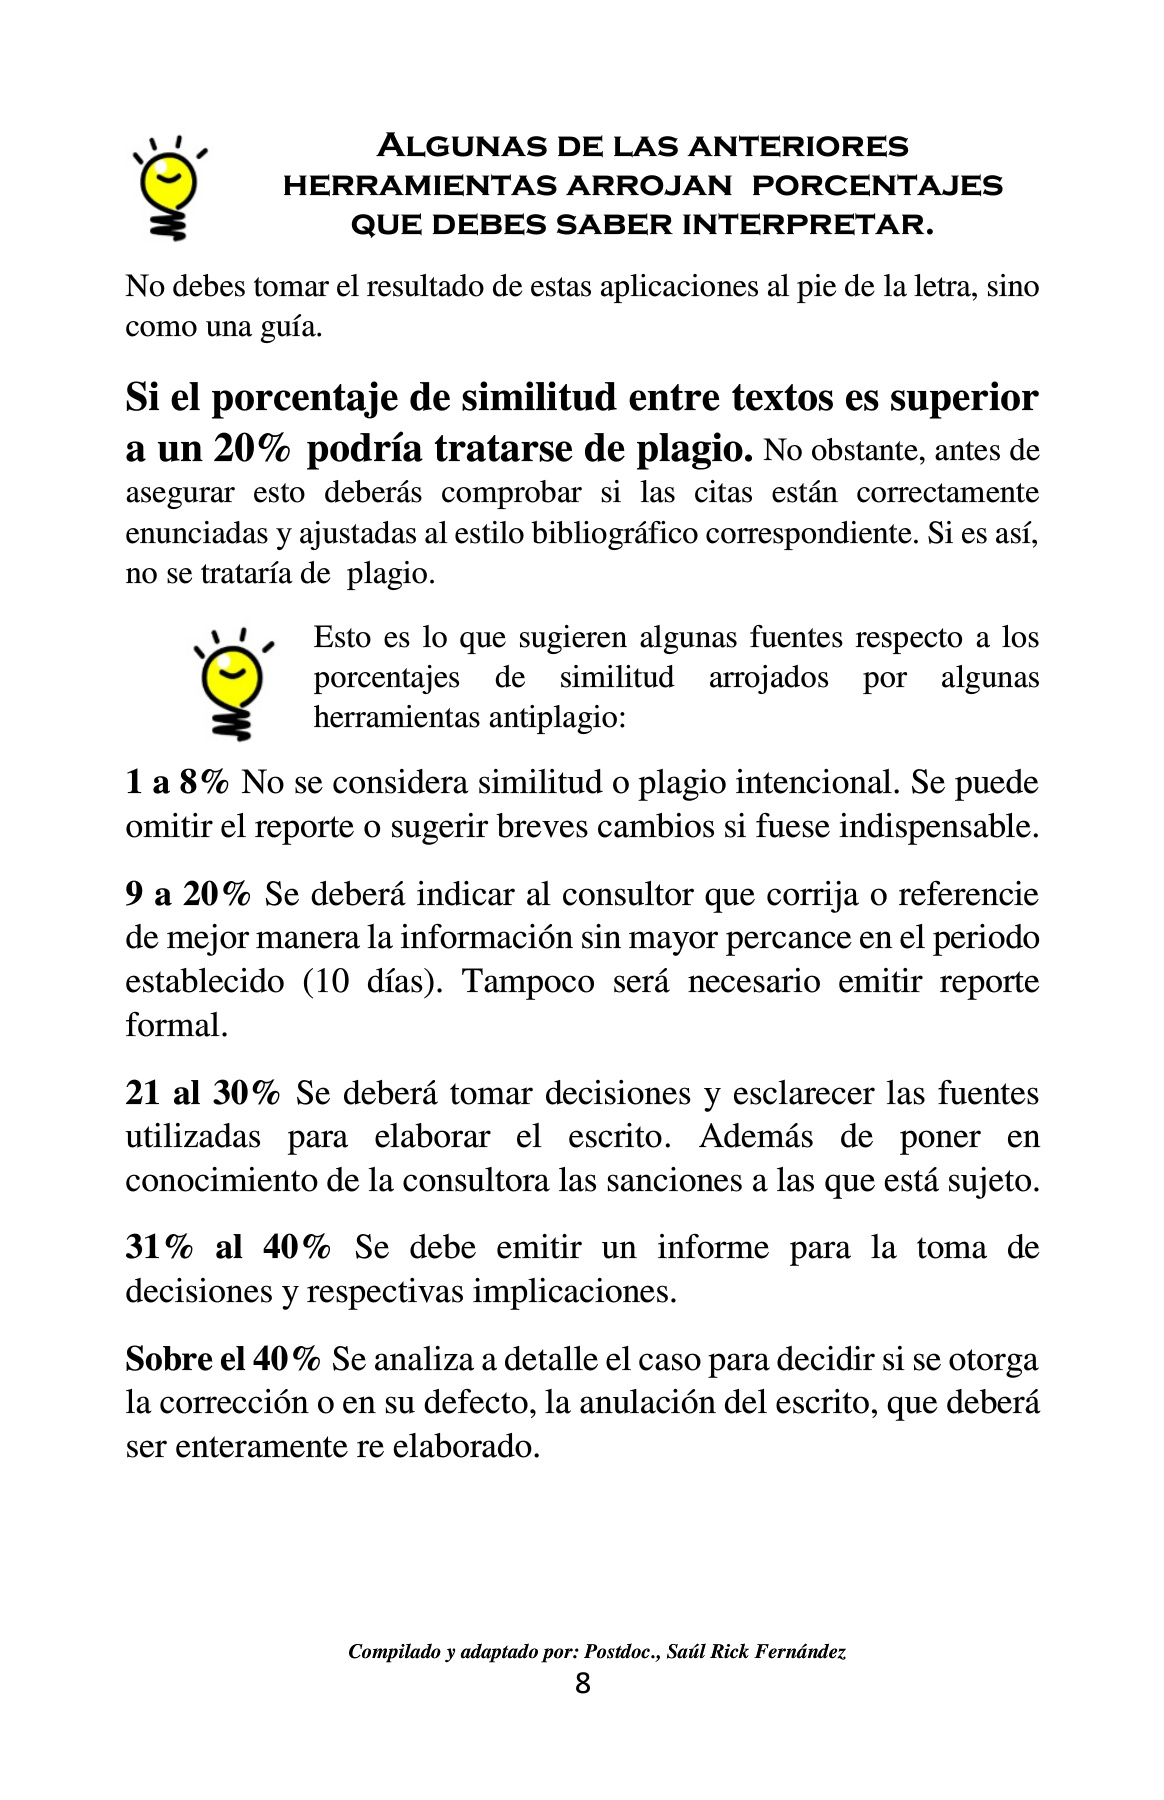 Algunas de las anteriores
herramientas arrojan porcentajes
que debes saber interpretar.
No debes tomar el resultado de estas aplicaciones al pie de la letra, sino
como una guía.
Si el porcentaje de similitud entre textos es superior
a un 20% podría tratarse de plagio. No obstante, antes de
asegurar esto deberás comprobar si las citas están correctamente
enunciadas y ajustadas al estilo bibliográfico correspondiente. Si es así,
no se trataría de plagio.
Esto es lo que sugieren algunas fuentes respecto a los
porcentajes de similitud arrojados por algunas
herramientas antiplagio:
1 a 8% No se considera similitud o plagio intencional. Se puede
omitir el reporte o sugerir breves cambios si fuese indispensable.
9 a 20% Se deberá indicar al consultor que corrija o referencie
de mejor manera la información sin mayor percance en el periodo
establecido (10 días). Tampoco será necesario emitir reporte
formal.
21 al 30% Se deberá tomar decisiones y esclarecer las fuentes
utilizadas para elaborar el escrito. Además de poner en
conocimiento de la consultora las sanciones a las que está sujeto.
31% al 40% Se debe emitir un informe para la toma de
decisiones y respectivas implicaciones.
Sobre el 40% Se analiza a detalle el caso para decidir si se otorga
la corrección o en su defecto, la anulación del escrito, que deberá
ser enteramente re elaborado.
Compilado y adaptado por: Postdoc., Saúl Rick Fernández
8